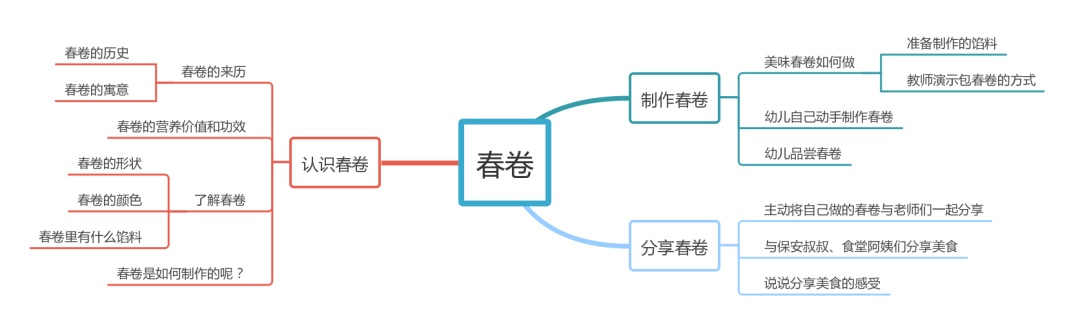 春卷
认识春卷
春卷的来历
春卷的历史
春卷的寓意
春卷的营养价值和功效
了解春卷
春卷的形状
春卷的颜色
春卷里有什么馅料
春卷是如何制作的呢？
制作春卷
美味春卷如何做
准备制作的馅料
教师演示包春卷的方式
幼儿自己动手制作春卷
幼儿品尝春卷
分享春卷
主动将自己做的春卷与老师们一起分享
与保安叔叔、食堂阿姨们分享美食
说说分享美食的感受